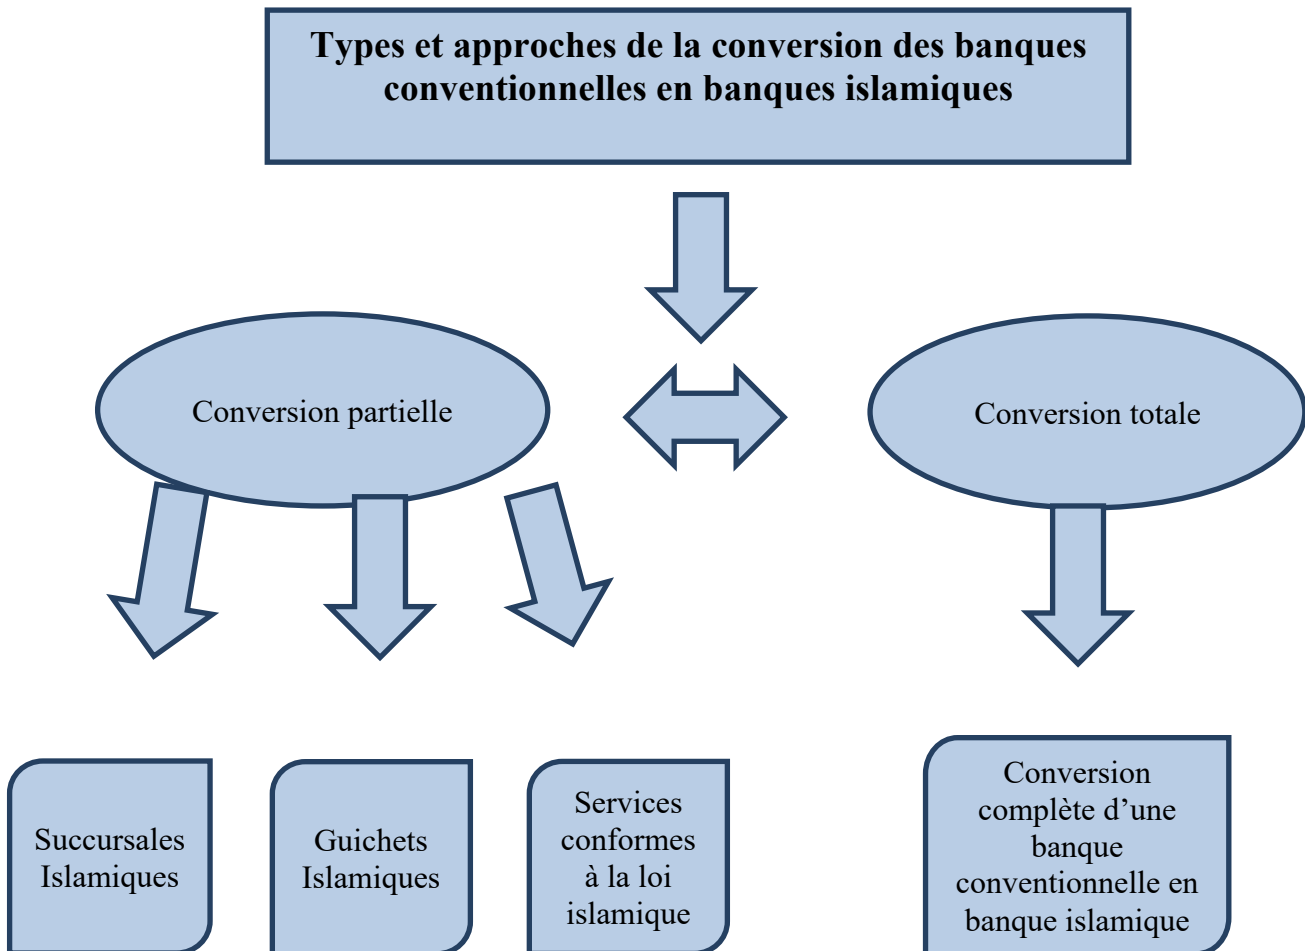 Types et approches de la conversion des banques
conventionnelles en banques islamiques
Conversion partielle
Conversion totale
Succursales
Islamiques
Guichets
Islamiques
Services
conformes
à la loi
islamique
Conversion
complète d’une
banque
conventionnelle en
banque islamique